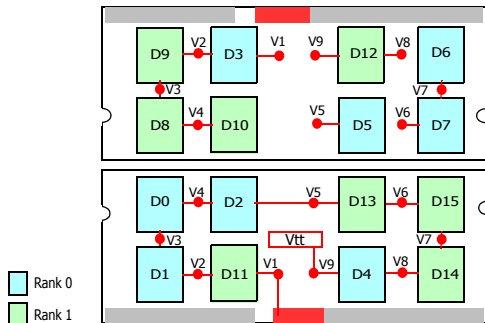 D9 V2 D3 V1 V9 D12 V8 D6
V3 V7
D8 V4 D10 V5 D5 V6 D7
D0 V4 D2 V5 D13 V6 D15
V3 Vtt V7
D1 V2 D11 V1 V9 D4 V8 D14
Rank 0
Rank 1